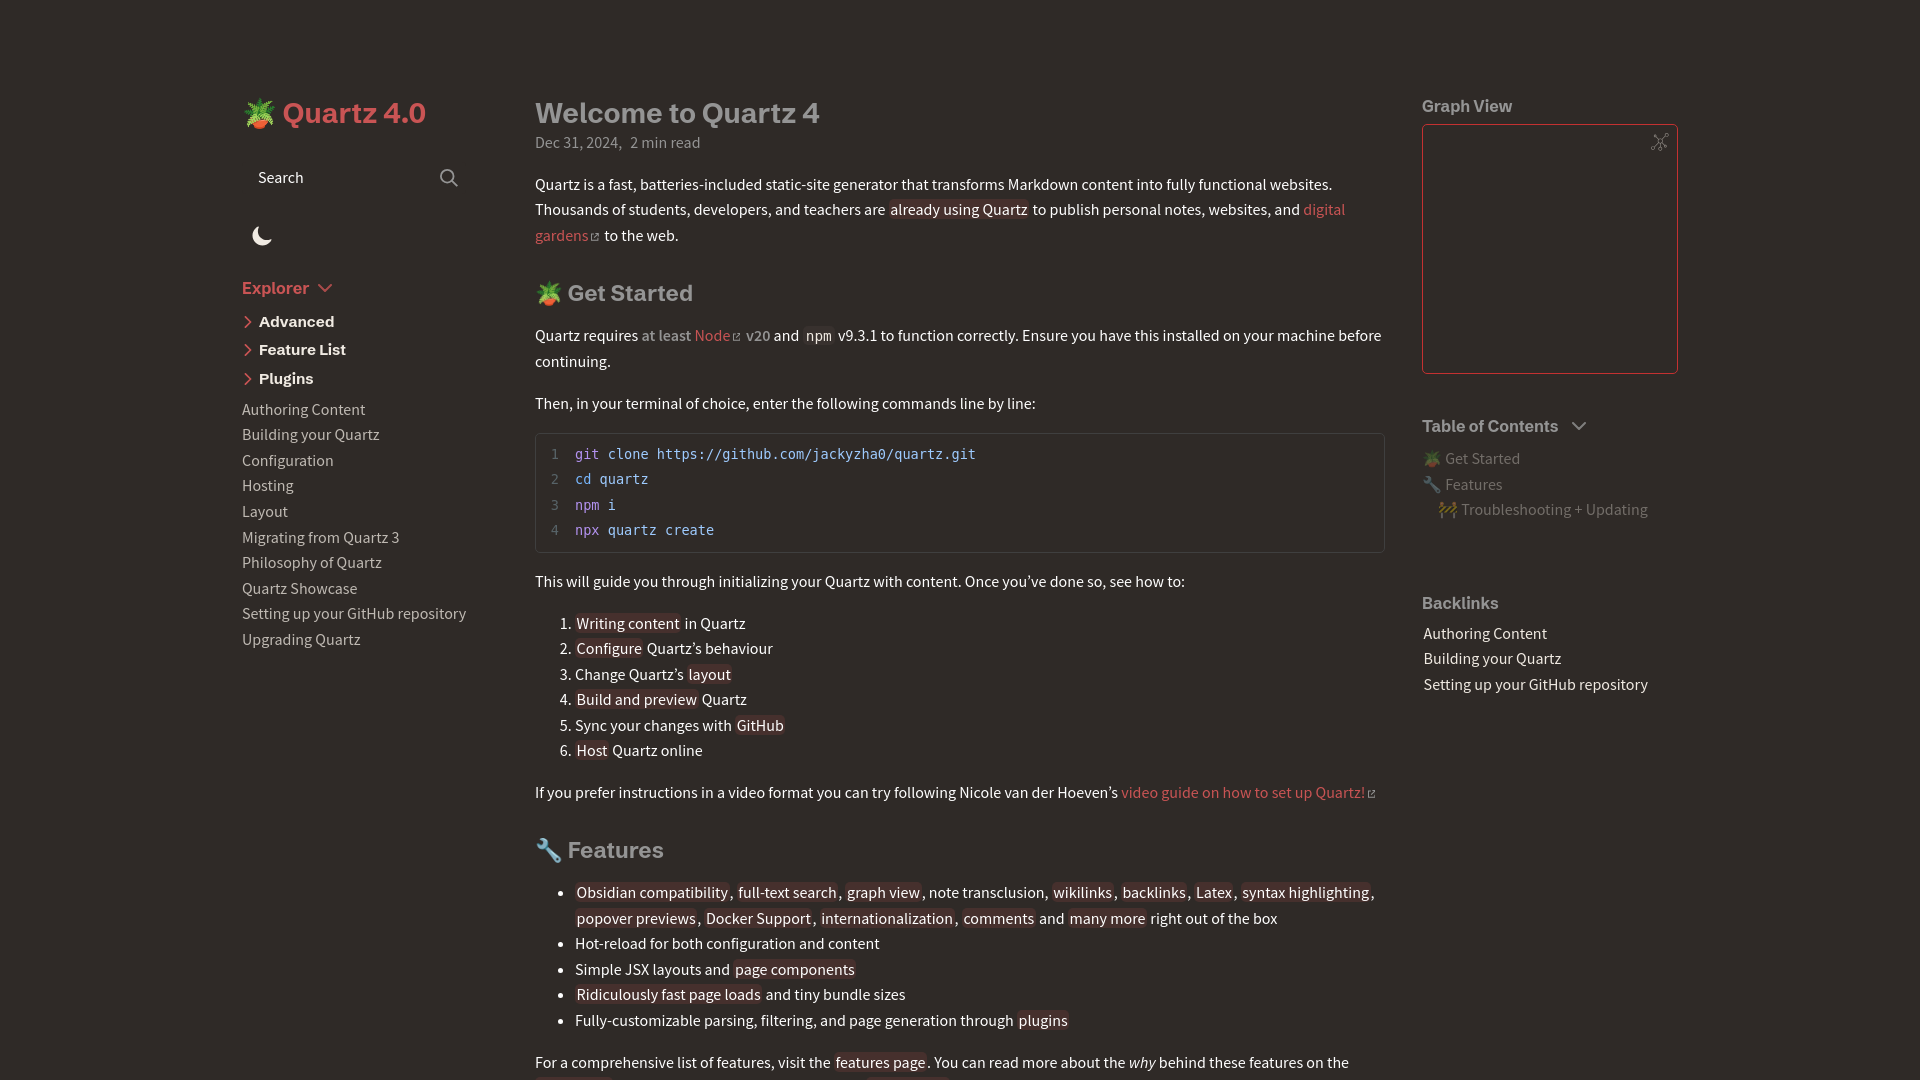 🪴 Quartz 4.0
Search
Explorer
Advanced
Feature List
Plugins
Authoring Content
Building your Quartz
Configuration
Hosting
Layout
Migrating from Quartz 3
Philosophy of Quartz
Quartz Showcase
Setting up your GitHub repository
Upgrading Quartz
Welcome to Quartz 4
Dec 31, 2024, 2 min read
Quartz is a fast, batteries-included static-site generator that transforms Markdown content into fully functional websites.
Thousands of students, developers, and teachers are already using Quartz to publish personal notes, websites, and digital
gardens to the web.
🪴 Get Started
Quartz requires at least Node v20 and npm v9.3.1 to function correctly. Ensure you have this installed on your machine before
continuing.
Then, in your terminal of choice, enter the following commands line by line:
1 git clone https://github.com/jackyzha0/quartz.git
2 cd quartz
3 npm i
4 npx quartz create
This will guide you through initializing your Quartz with content. Once you’ve done so, see how to:
1. Writing content in Quartz
2. Configure Quartz’s behaviour
3. Change Quartz’s layout
4. Build and preview Quartz
5. Sync your changes with GitHub
6. Host Quartz online
If you prefer instructions in a video format you can try following Nicole van der Hoeven’s video guide on how to set up Quartz!
🔧 Features
• Obsidian compatibility, full-text search, graph view, note transclusion, wikilinks, backlinks, Latex, syntax highlighting,
popover previews, Docker Support, internationalization, comments and many more right out of the box
• Hot-reload for both configuration and content
• Simple JSX layouts and page components
• Ridiculously fast page loads and tiny bundle sizes
• Fully-customizable parsing, filtering, and page generation through plugins
For a comprehensive list of features, visit the features page. You can read more about the why behind these features on the
Graph View
Table of Contents
🪴 Get Started
🔧 Features
🚧 Troubleshooting + Updating
Backlinks
Authoring Content
Building your Quartz
Setting up your GitHub repository